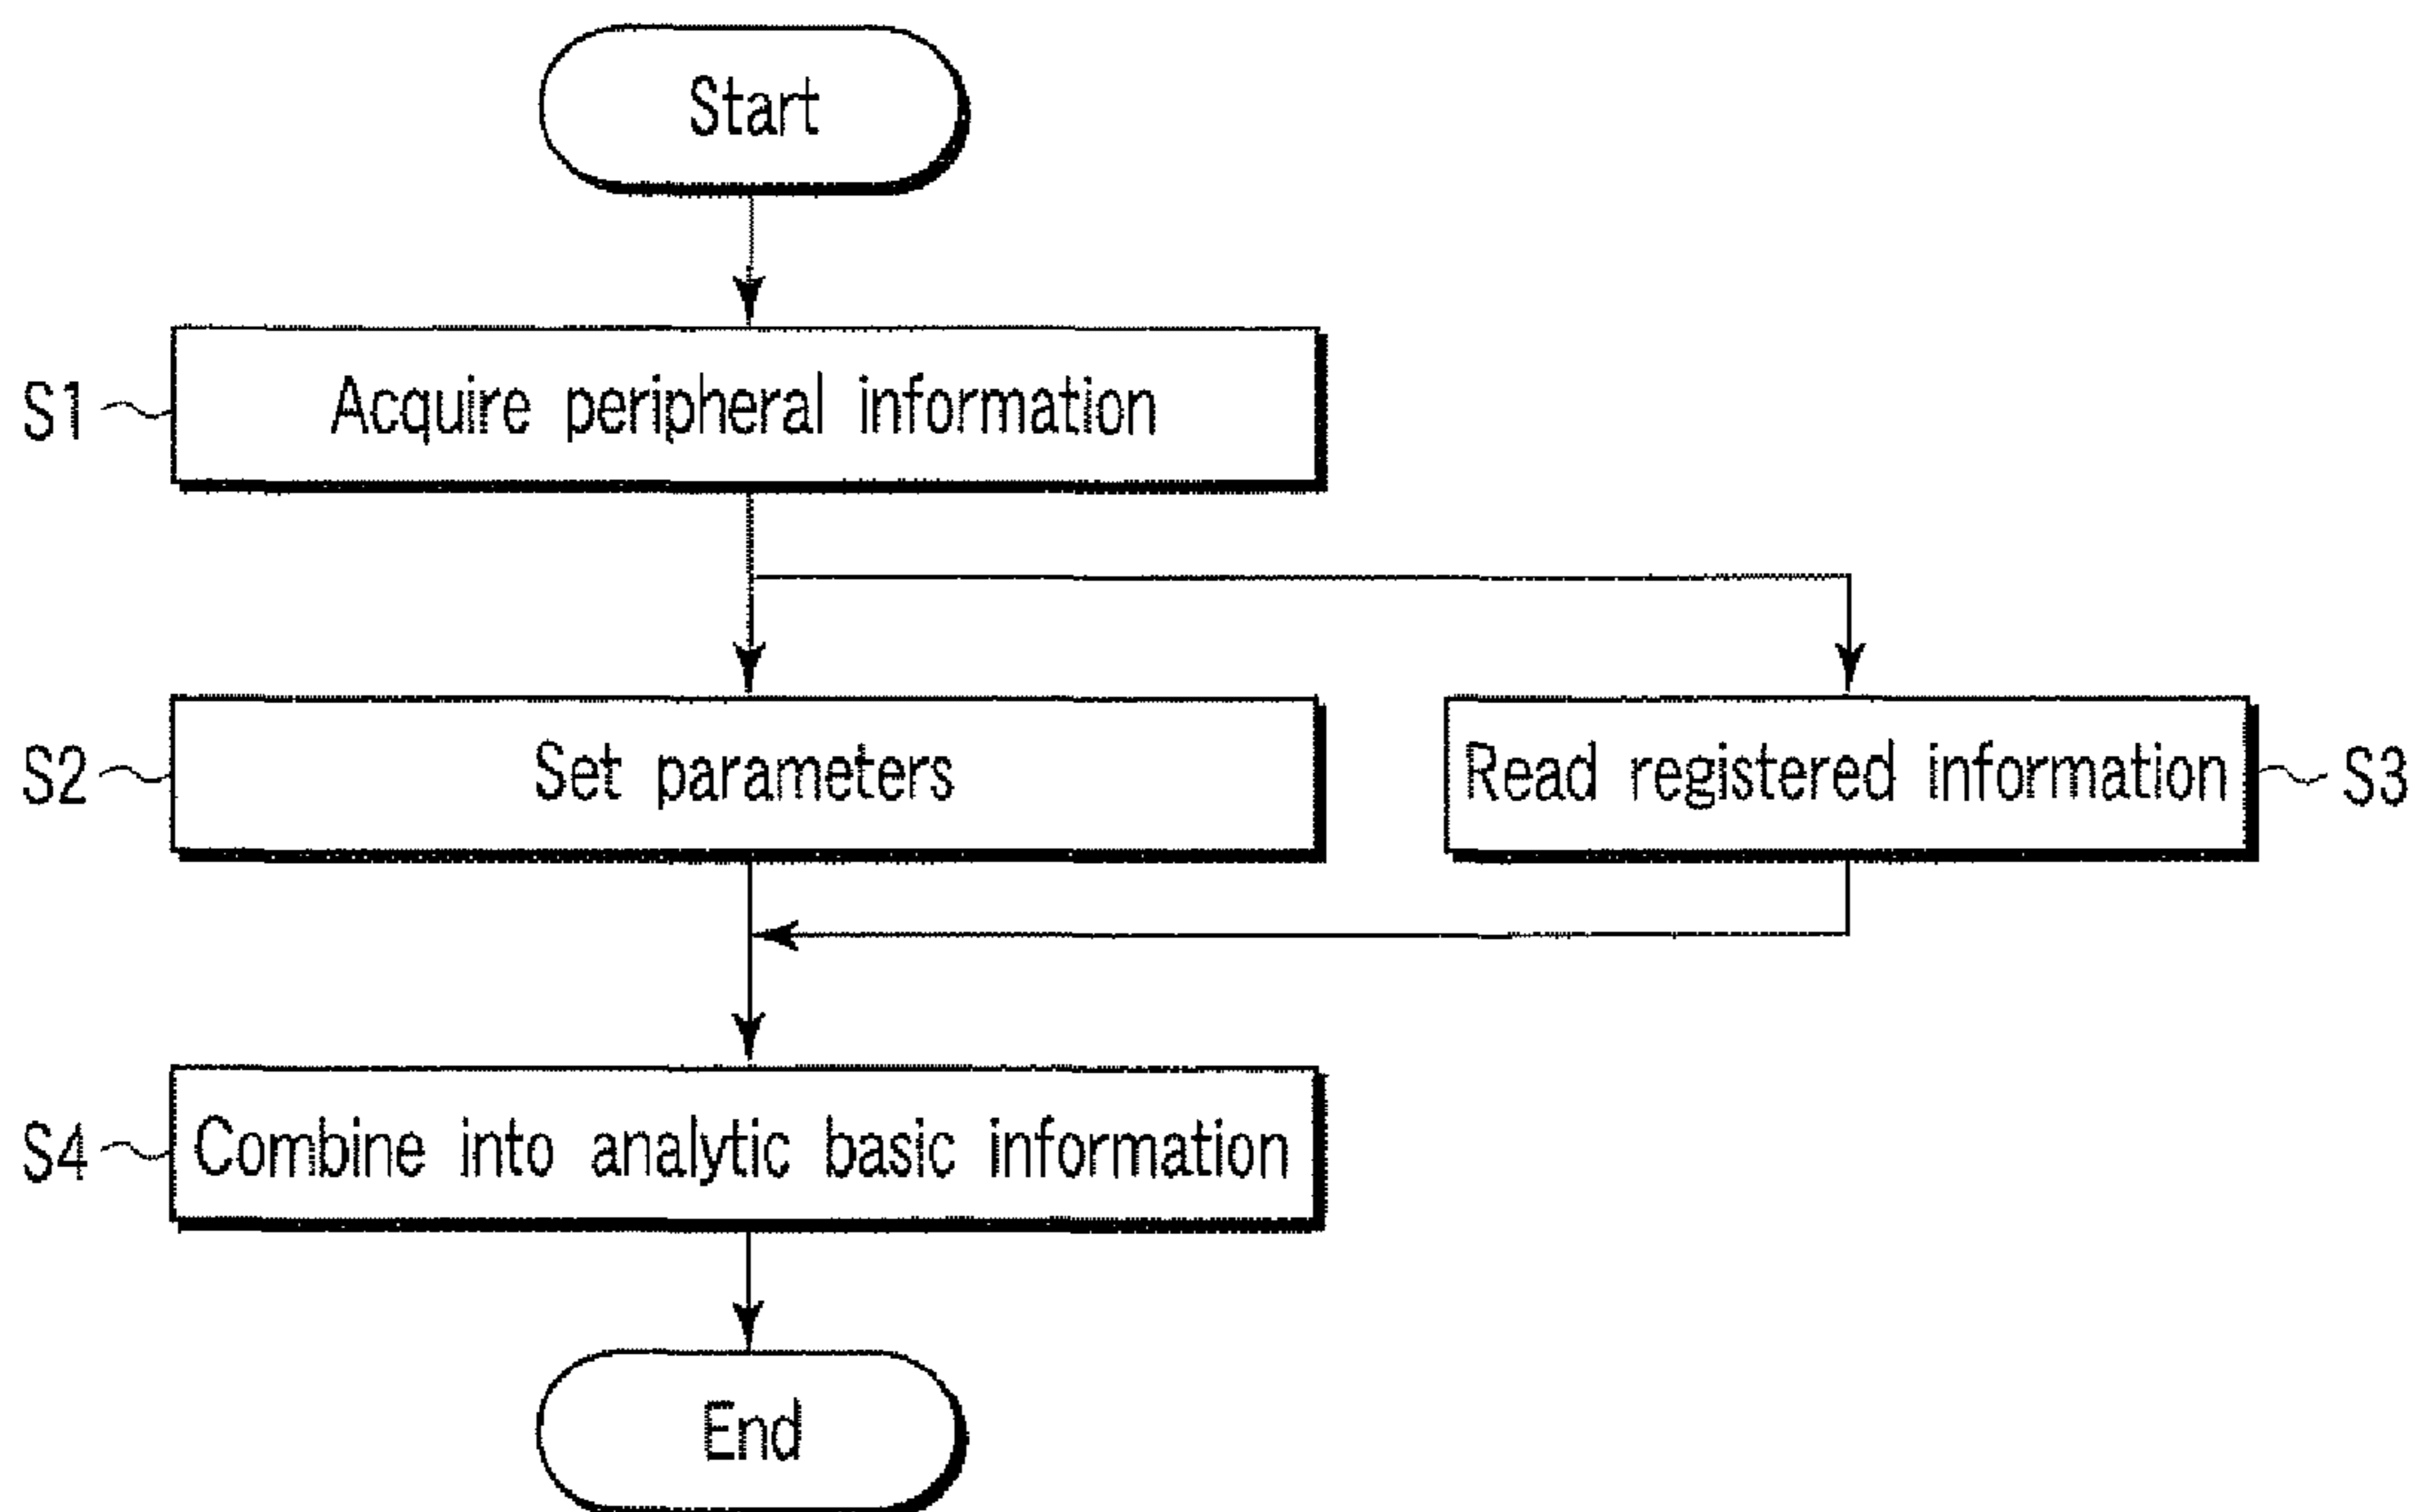 Start
S1
Acquire peripheral information
S2
Set parameters
Read registered information
S3
S4
Combine into analytic basic information
End